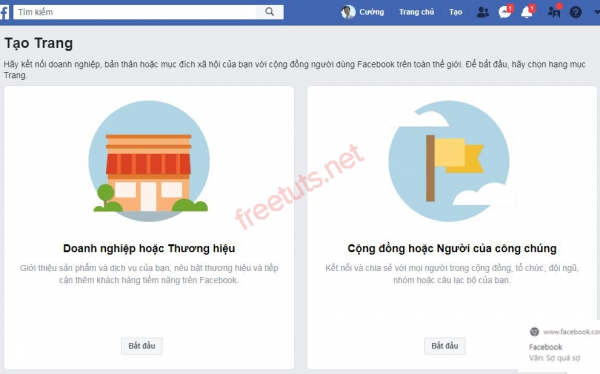 Tìm kiếm
Cường Trang chủ Tạo
1 1
Tạo Trang
Hãy kết nối doanh nghiệp, bản thân hoặc mục đích xã hội của bạn với cộng đồng người dùng Facebook trên toàn thế giới. Để bắt đầu, hãy chọn hạng mục
Trang.
freetuts.net
Doanh nghiệp hoặc Thương hiệu
Giới thiệu sản phẩm và dịch vụ của bạn, nêu bật thương hiệu và tiếp
cận thêm khách hàng tiềm năng trên Facebook.
Bắt đầu
Cộng đồng hoặc Người của công chúng
Kết nối và chia sẻ với mọi người trong cộng đồng, tổ chức, đội ngũ,
nhóm hoặc câu lạc bộ của bạn.
Bắt đầu
www.facebook.com
Facebook
Văn: Sợ quá sợ